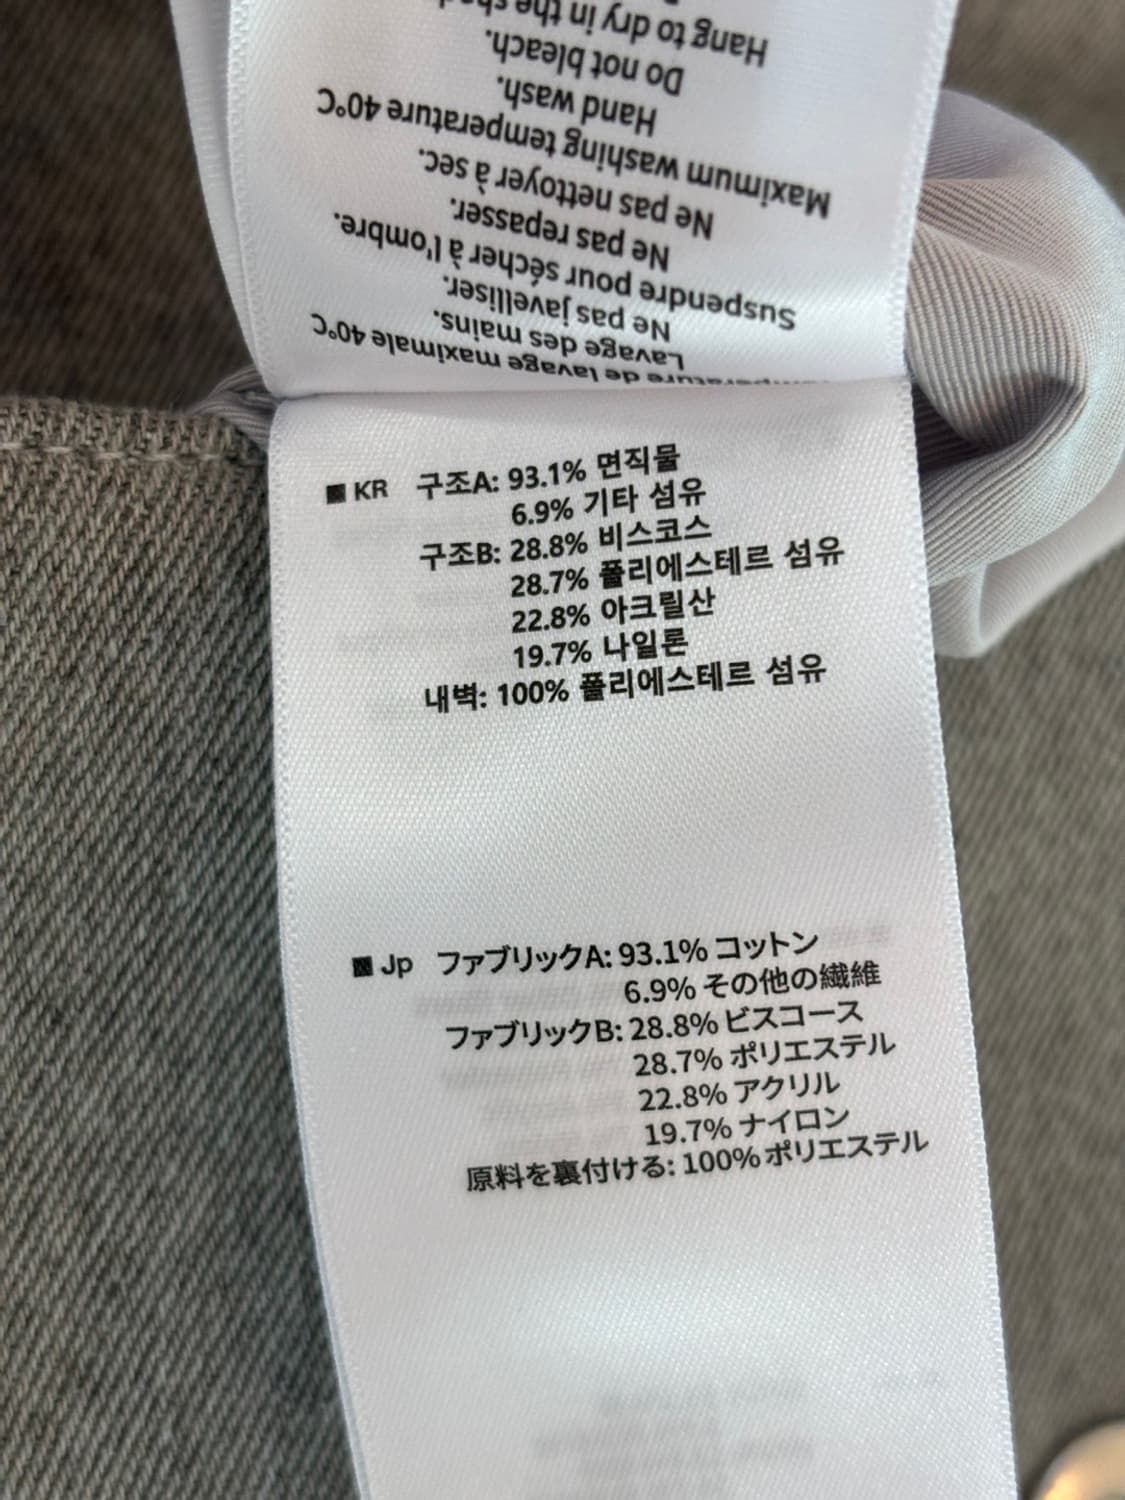 Hang to dry in the
Do not bleach.
Hand wash.
Maximum washing temperature 40°C
Ne pas nettoyer à sec.
Ne pas repasser.
Suspendre pour sécher à l'ombre.
Ne pas javelliser.
Lavage des mains.
de lavage maximale 40°C
KR 구조A: 93.1% 면직물
6.9% 기타 섬유
구조B: 28.8% 비스코스
28.7% 폴리에스테르 섬유
22.8% 아크릴산
19.7% 나일론
내벽: 100% 폴리에스테르 섬유
Jp ファブリックA: 93.1% コットン
6.9% その他の繊維
ファブリックB: 28.8% ビスコース
28.7% ポリエステル
22.8% アクリル
19.7% ナイロン
原料を裏付ける: 100% ポリエステル